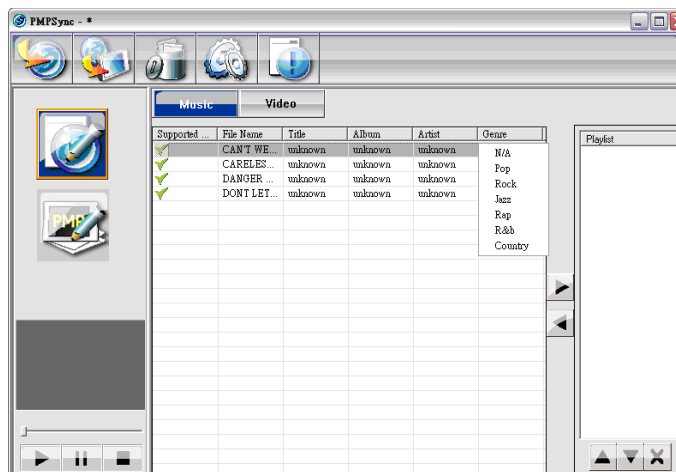 PMPSync - *
Music Video
Supported ... File Name Title Album Artist Genre
Playlist
CAN'T WE... unknown unknown unknown
CARELES... unknown unknown unknown
DANGER ... unknown unknown unknown
DONT LET... unknown unknown unknown
N/A
Pop
Rock
Jazz
Rap
R&b
Country
PMP